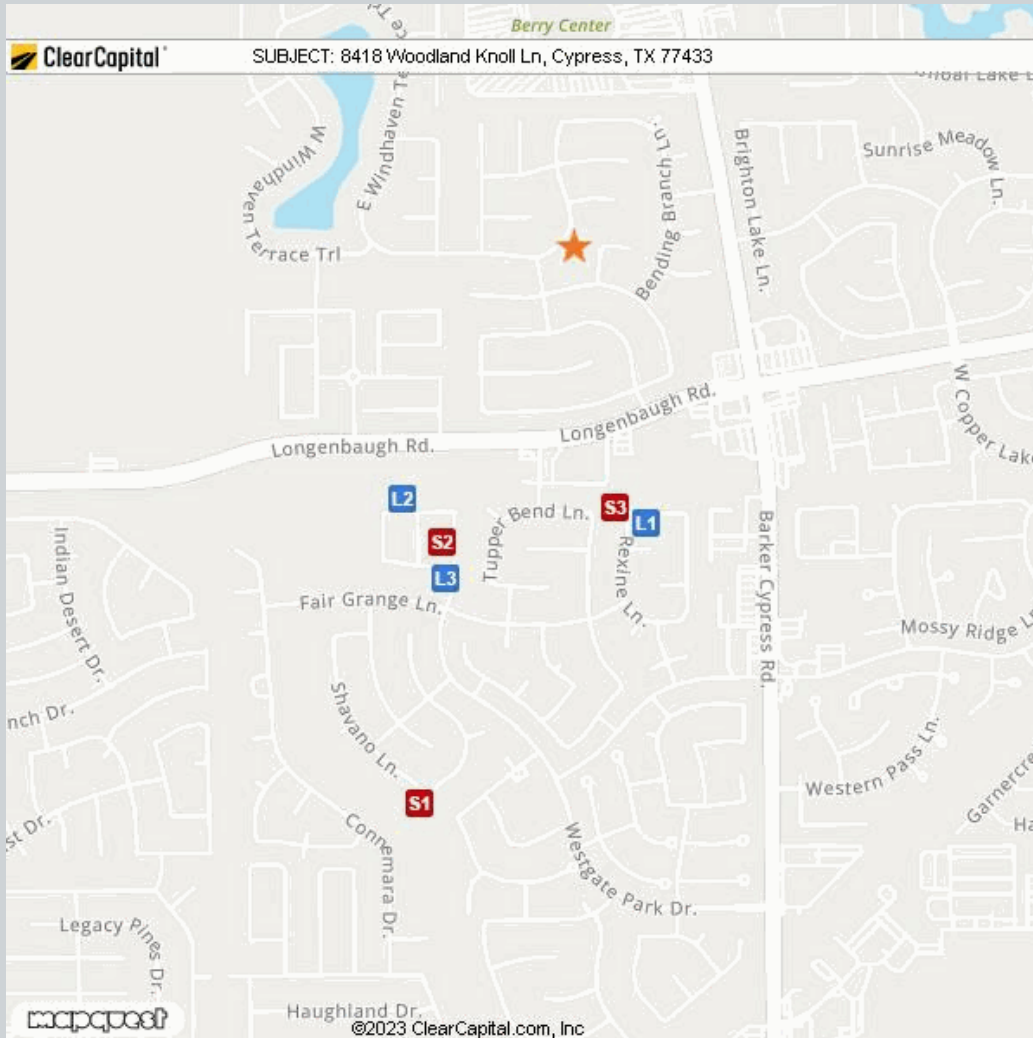 Berry Center
ClearCapital
SUBJECT: 8418 Woodland Knoll Ln, Cypress, TX 77433
W Windhaven
Terrace Trl
E Windhaven Te
Bending Branch Ln.
Brighton Lake Ln.
Sunrise Meadow Ln.
Longenbaugh Rd.
Longenbaugh Rd.
W Copper Lake
L2
S3
L1
Tupper Bend Ln.
S2
L3
Rexine Ln.
Barker Cypress Rd.
Indian Desert Dr.
Fair Grange Ln.
Mossy Ridge L
nch Dr.
Shavano Ln.
Western Pass Ln.
Garnercre
S1
Ha
st Dr.
Connemara Dr.
Westgate Park Dr.
Legacy Pines Dr.
Haughland Dr.
mapquest
©2023 ClearCapital.com, Inc